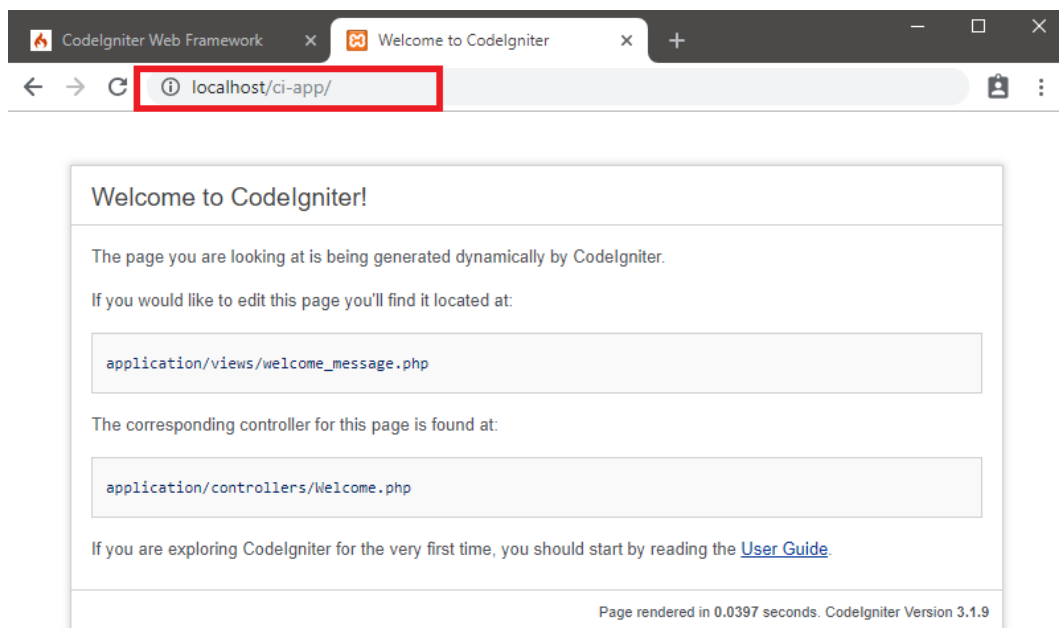 CodeIgniter Web Framework
Welcome to CodeIgniter
localhost/ci-app/
Welcome to CodeIgniter!
The page you are looking at is being generated dynamically by CodeIgniter.
If you would like to edit this page you'll find it located at:
application/views/welcome_message.php
The corresponding controller for this page is found at:
application/controllers/Welcome.php
If you are exploring CodeIgniter for the very first time, you should start by reading the User Guide.
Page rendered in 0.0397 seconds. CodeIgniter Version 3.1.9